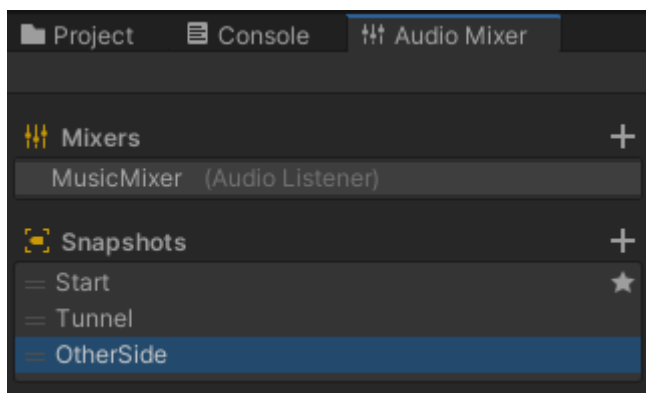 Project Console Audio Mixer
Mixers
MusicMixer (Audio Listener)
Snapshots
Start
Tunnel
OtherSide